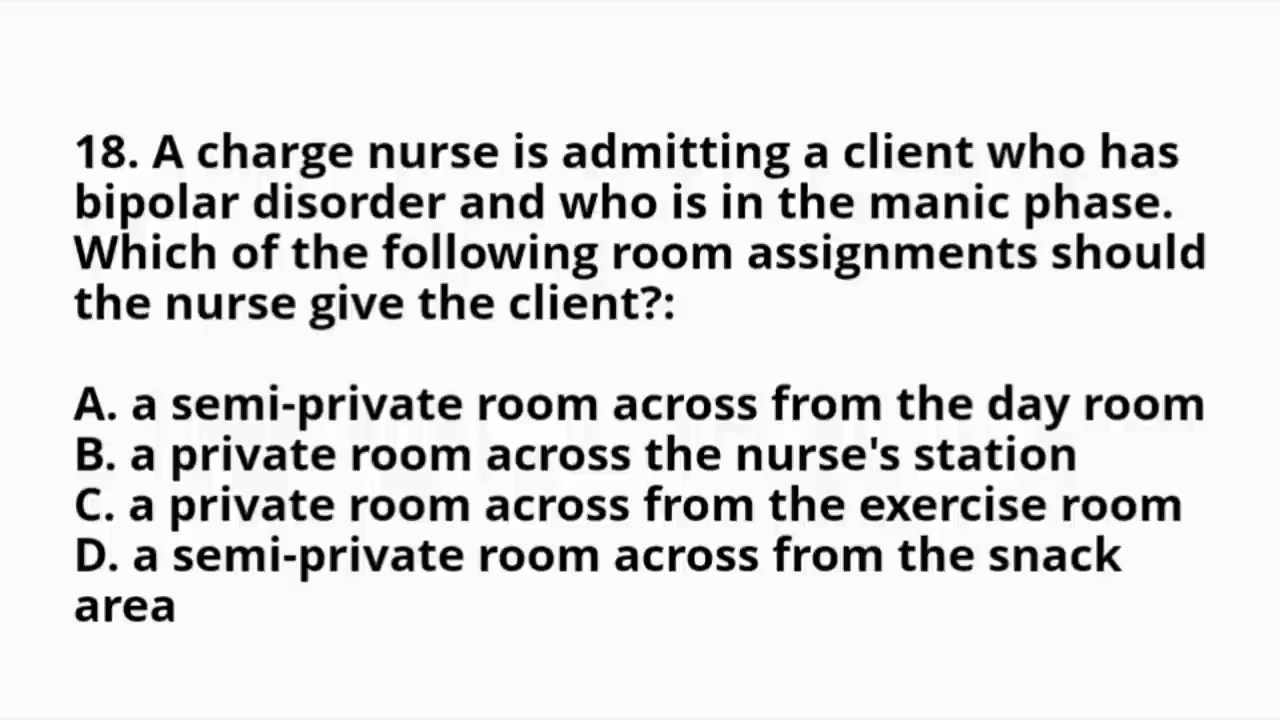 18. A charge nurse is admitting a client who has
bipolar disorder and who is in the manic phase.
Which of the following room assignments should
the nurse give the client?:
A. a semi-private room across from the day room
B. a private room across the nurse's station
C. a private room across from the exercise room
D. a semi-private room across from the snack
area